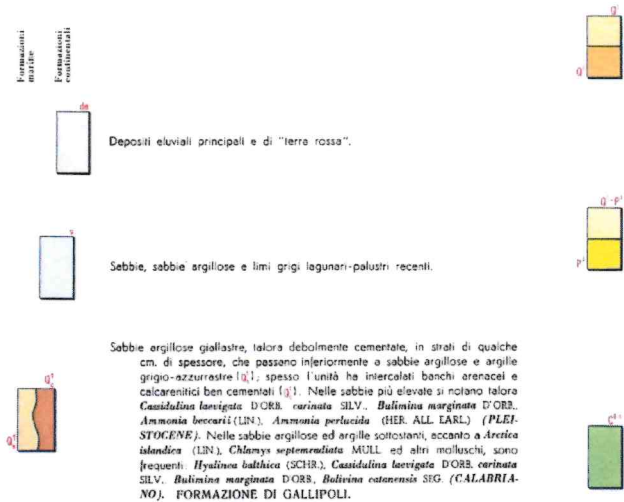 Formazioni
marine
Formazioni
continentali
de
Depositi eluviali principali e di "terra rossa".
s
Sabbie, sabbie argillose e limi grigi lagunari-palustri recenti.
Sabbie argillose giallastre, talora debolmente cementate, in strati di qualche
cm. di spessore, che passano inferiormente a sabbie argillose e argille
grigio-azzurrastre; spesso l'unità ha intercalati banchi arenacei e
calcarenitici ben cementati. Nelle sabbie più elevate si notano talora
Cassidulina laevigata D'ORB. carinata SILV., Bulimina marginata D'ORB.,
Ammonia beccarii (LIN.), Ammonia perlucida (HER. ALL. EARL.) (PLEI-
STOCENE). Nelle sabbie argillose ed argille sottostanti, accanto a Arctica
islandica (LIN.), Chlamys septemradiata MULL. ed altri molluschi, sono
frequenti: Hyalinea balthica (SCHR.), Cassidulina laevigata D'ORB. carinata
SILV., Bulimina marginata D'ORB., Bolivina catanensis SEG. (CALABRIA-
NO). FORMAZIONE DI GALLIPOLI.